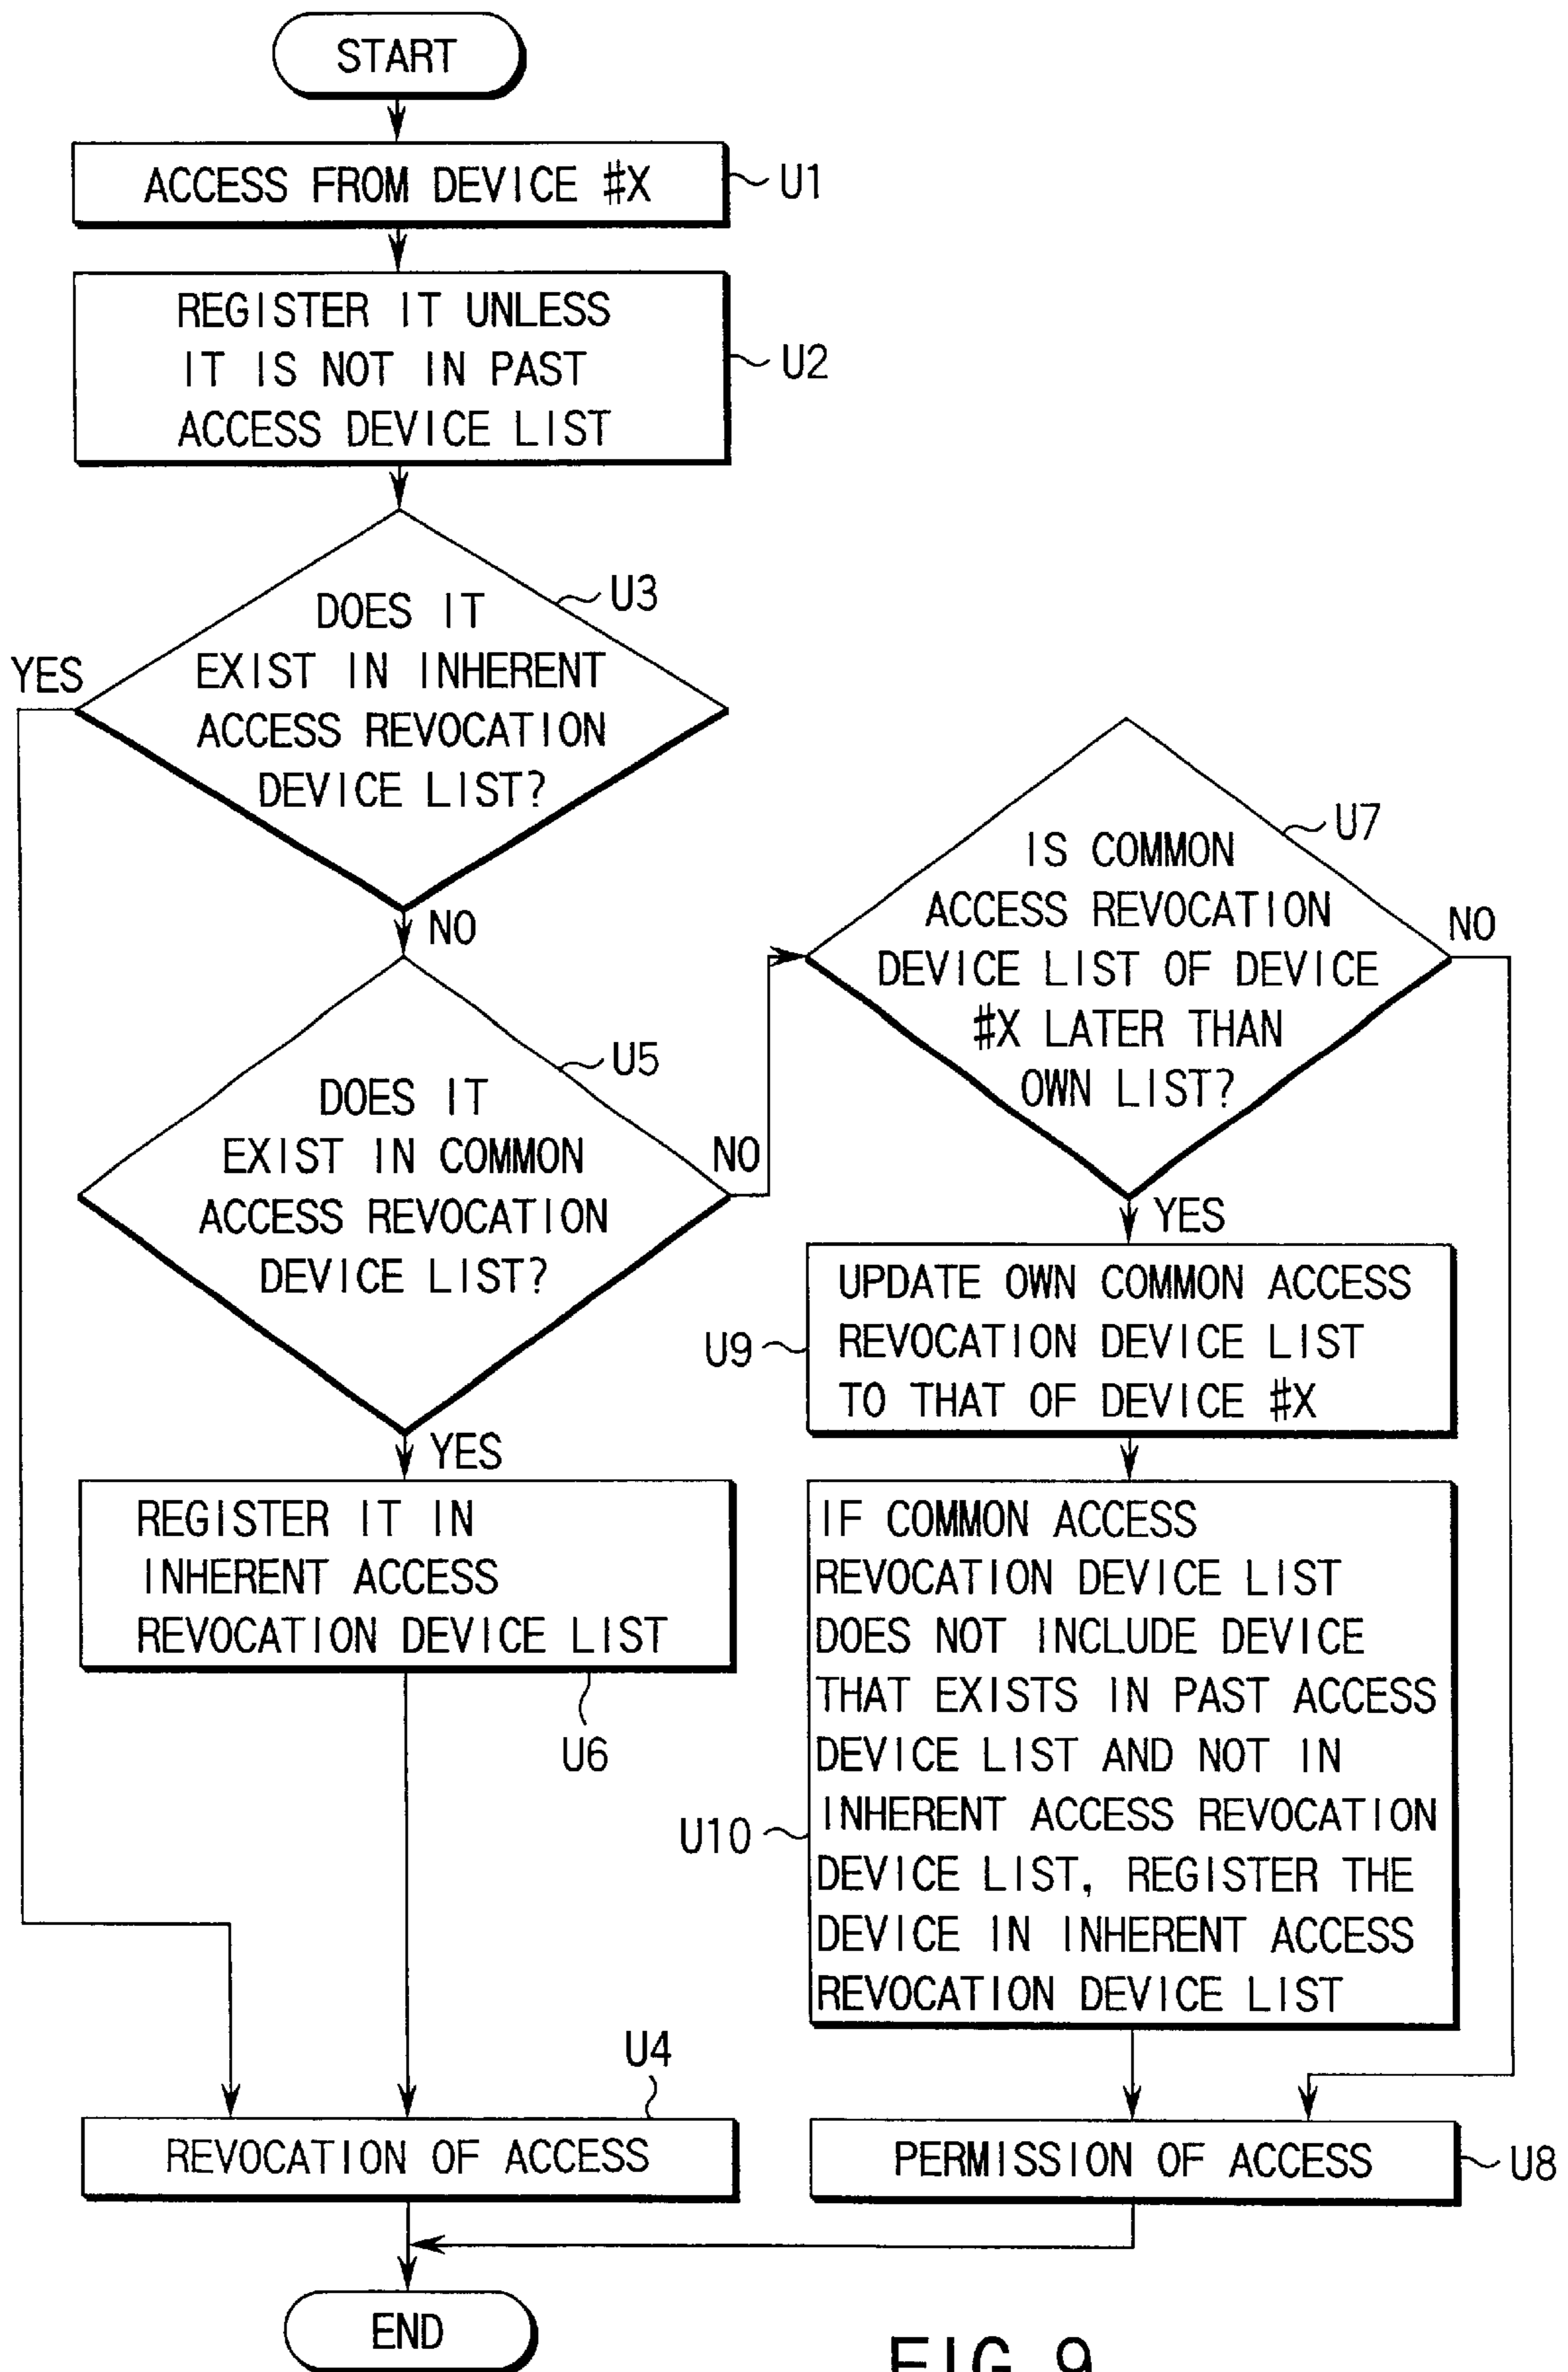 START
ACCESS FROM DEVICE #X
U1
REGISTER IT UNLESS
IT IS NOT IN PAST
ACCESS DEVICE LIST
U2
U3
DOES IT
EXIST IN INHERENT
ACCESS REVOCATION
DEVICE LIST?
YES
NO
U5
DOES IT
EXIST IN COMMON
ACCESS REVOCATION
DEVICE LIST?
NO
YES
REGISTER IT IN
INHERENT ACCESS
REVOCATION DEVICE LIST
U6
U7
IS COMMON
ACCESS REVOCATION
DEVICE LIST OF DEVICE
#X LATER THAN
OWN LIST?
NO
YES
UPDATE OWN COMMON ACCESS
REVOCATION DEVICE LIST
TO THAT OF DEVICE #X
U9
IF COMMON ACCESS
REVOCATION DEVICE LIST
DOES NOT INCLUDE DEVICE
THAT EXISTS IN PAST ACCESS
DEVICE LIST AND NOT IN
INHERENT ACCESS REVOCATION
DEVICE LIST, REGISTER THE
DEVICE IN INHERENT ACCESS
REVOCATION DEVICE LIST
U10
U4
REVOCATION OF ACCESS
PERMISSION OF ACCESS
U8
END
FIG. 9